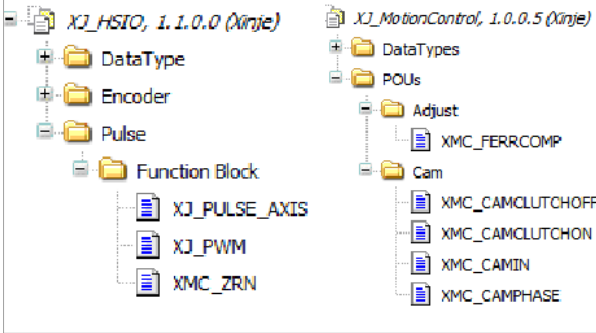 XJ_HSIO, 1.1.0.0 (Xinje)
DataType
Encoder
Pulse
Function Block
XJ_PULSE_AXIS
XJ_PWM
XMC_ZRN
XJ_MotionControl, 1.0.0.5 (Xinje)
DataTypes
POUs
Adjust
XMC_FERRCOMP
Cam
XMC_CAMCLUTCHOFF
XMC_CAMCLUTCHON
XMC_CAMIN
XMC_CAMPHASE